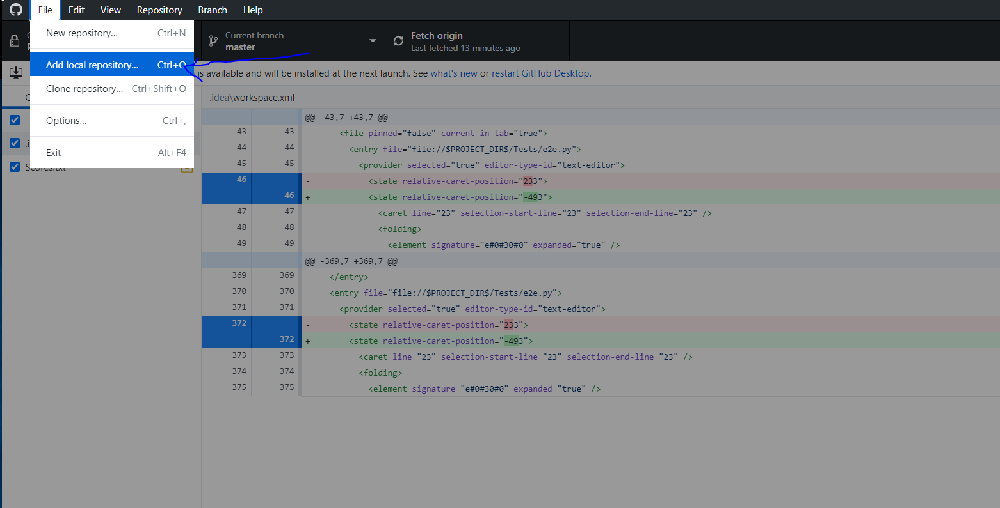 File Edit View Repository Branch Help
New repository... Ctrl+N
Add local repository... Ctrl+O
Clone repository... Ctrl+Shift+O
Options... Ctrl+,
Exit Alt+F4
Current branch
master
Fetch origin
Last fetched 13 minutes ago
is available and will be installed at the next launch. See what's new or restart GitHub Desktop.
Scores.txt
.idea\workspace.xml
@@ -43,7 +43,7 @@
43 43 <file pinned="false" current-in-tab="true">
44 44 <entry file="file://$PROJECT_DIR$/Tests/e2e.py">
45 45 <provider selected="true" editor-type-id="text-editor">
46 - <state relative-caret-position="233">
46 + <state relative-caret-position="-493">
47 47 <caret line="23" selection-start-line="23" selection-end-line="23" />
48 48 <folding>
49 49 <element signature="e#0#30#0" expanded="true" />
@@ -369,7 +369,7 @@
369 369 </entry>
370 370 <entry file="file://$PROJECT_DIR$/Tests/e2e.py">
371 371 <provider selected="true" editor-type-id="text-editor">
372 - <state relative-caret-position="233">
372 + <state relative-caret-position="-493">
373 373 <caret line="23" selection-start-line="23" selection-end-line="23" />
374 374 <folding>
375 375 <element signature="e#0#30#0" expanded="true" />